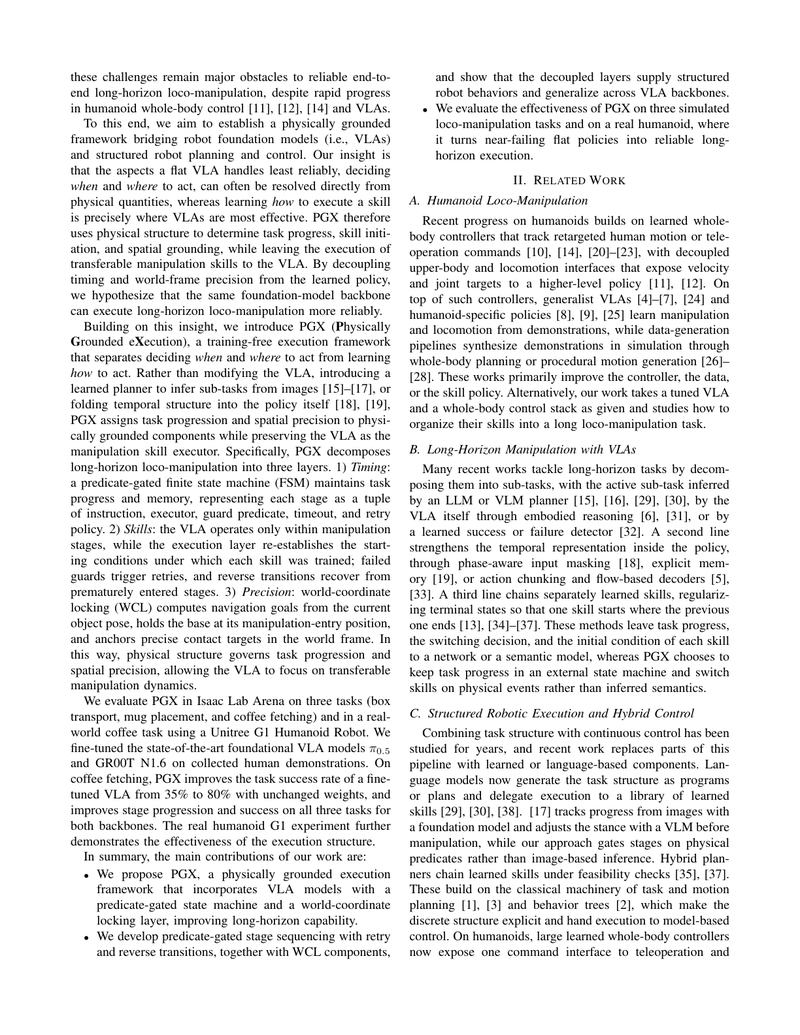 these challenges remain major obstacles to reliable end-to-
end long-horizon loco-manipulation, despite rapid progress
in humanoid whole-body control [11], [12], [14] and VLAs.
To this end, we aim to establish a physically grounded
framework bridging robot foundation models (i.e., VLAs)
and structured robot planning and control. Our insight is
that the aspects a flat VLA handles least reliably, deciding
when and where to act, can often be resolved directly from
physical quantities, whereas learning how to execute a skill
is precisely where VLAs are most effective. PGX therefore
uses physical structure to determine task progress, skill initi-
ation, and spatial grounding, while leaving the execution of
transferable manipulation skills to the VLA. By decoupling
timing and world-frame precision from the learned policy,
we hypothesize that the same foundation-model backbone
can execute long-horizon loco-manipulation more reliably.
Building on this insight, we introduce PGX (Physically
Grounded eXecution), a training-free execution framework
that separates deciding when and where to act from learning
how to act. Rather than modifying the VLA, introducing a
learned planner to infer sub-tasks from images [15]–[17], or
folding temporal structure into the policy itself [18], [19],
PGX assigns task progression and spatial precision to physi-
cally grounded components while preserving the VLA as the
manipulation skill executor. Specifically, PGX decomposes
long-horizon loco-manipulation into three layers. 1) Timing:
a predicate-gated finite state machine (FSM) maintains task
progress and memory, representing each stage as a tuple
of instruction, executor, guard predicate, timeout, and retry
policy. 2) Skills: the VLA operates only within manipulation
stages, while the execution layer re-establishes the start-
ing conditions under which each skill was trained; failed
guards trigger retries, and reverse transitions recover from
prematurely entered stages. 3) Precision: world-coordinate
locking (WCL) computes navigation goals from the current
object pose, holds the base at its manipulation-entry position,
and anchors precise contact targets in the world frame. In
this way, physical structure governs task progression and
spatial precision, allowing the VLA to focus on transferable
manipulation dynamics.
We evaluate PGX in Isaac Lab Arena on three tasks (box
transport, mug placement, and coffee fetching) and in a real-
world coffee task using a Unitree G1 Humanoid Robot. We
fine-tuned the state-of-the-art foundational VLA models π0.5
and GR00T N1.6 on collected human demonstrations. On
coffee fetching, PGX improves the task success rate of a fine-
tuned VLA from 35% to 80% with unchanged weights, and
improves stage progression and success on all three tasks for
both backbones. The real humanoid G1 experiment further
demonstrates the effectiveness of the execution structure.
In summary, the main contributions of our work are:
• We propose PGX, a physically grounded execution
framework that incorporates VLA models with a
predicate-gated state machine and a world-coordinate
locking layer, improving long-horizon capability.
• We develop predicate-gated stage sequencing with retry
and reverse transitions, together with WCL components,
and show that the decoupled layers supply structured
robot behaviors and generalize across VLA backbones.
• We evaluate the effectiveness of PGX on three simulated
loco-manipulation tasks and on a real humanoid, where
it turns near-failing flat policies into reliable long-
horizon execution.
II. RELATED WORK
A. Humanoid Loco-Manipulation
Recent progress on humanoids builds on learned whole-
body controllers that track retargeted human motion or tele-
operation commands [10], [14], [20]–[23], with decoupled
upper-body and locomotion interfaces that expose velocity
and joint targets to a higher-level policy [11], [12]. On
top of such controllers, generalist VLAs [4]–[7], [24] and
humanoid-specific policies [8], [9], [25] learn manipulation
and locomotion from demonstrations, while data-generation
pipelines synthesize demonstrations in simulation through
whole-body planning or procedural motion generation [26]–
[28]. These works primarily improve the controller, the data,
or the skill policy. Alternatively, our work takes a tuned VLA
and a whole-body control stack as given and studies how to
organize their skills into a long loco-manipulation task.
B. Long-Horizon Manipulation with VLAs
Many recent works tackle long-horizon tasks by decom-
posing them into sub-tasks, with the active sub-task inferred
by an LLM or VLM planner [15], [16], [29], [30], by the
VLA itself through embodied reasoning [6], [31], or by
a learned success or failure detector [32]. A second line
strengthens the temporal representation inside the policy,
through phase-aware input masking [18], explicit mem-
ory [19], or action chunking and flow-based decoders [5],
[33]. A third line chains separately learned skills, regulariz-
ing terminal states so that one skill starts where the previous
one ends [13], [34]–[37]. These methods leave task progress,
the switching decision, and the initial condition of each skill
to a network or a semantic model, whereas PGX chooses to
keep task progress in an external state machine and switch
skills on physical events rather than inferred semantics.
C. Structured Robotic Execution and Hybrid Control
Combining task structure with continuous control has been
studied for years, and recent work replaces parts of this
pipeline with learned or language-based components. Lan-
guage models now generate the task structure as programs
or plans and delegate execution to a library of learned
skills [29], [30], [38]. [17] tracks progress from images with
a foundation model and adjusts the stance with a VLM before
manipulation, while our approach gates stages on physical
predicates rather than image-based inference. Hybrid plan-
ners chain learned skills under feasibility checks [35], [37].
These build on the classical machinery of task and motion
planning [1], [3] and behavior trees [2], which make the
discrete structure explicit and hand execution to model-based
control. On humanoids, large learned whole-body controllers
now expose one command interface to teleoperation and